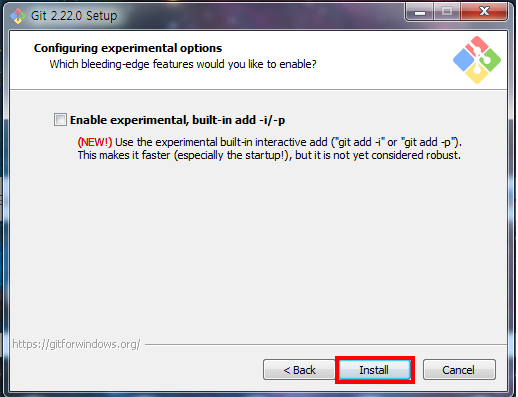 Git 2.22.0 Setup
Configuring experimental options
Which bleeding-edge features would you like to enable?
Enable experimental, built-in add -i/-p
(NEW!) Use the experimental built-in interactive add ("git add -i" or "git add -p").
This makes it faster (especially the startup!), but it is not yet considered robust.
https://gitforwindows.org/
< Back Install Cancel